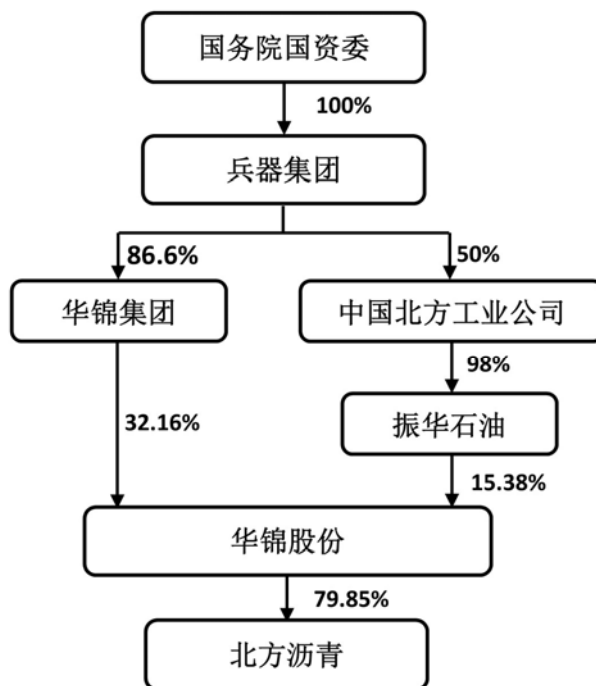 国务院国资委
100%
兵器集团
86.6%
50%
华锦集团
中国北方工业公司
98%
32.16%
振华石油
15.38%
华锦股份
79.85%
北方沥青